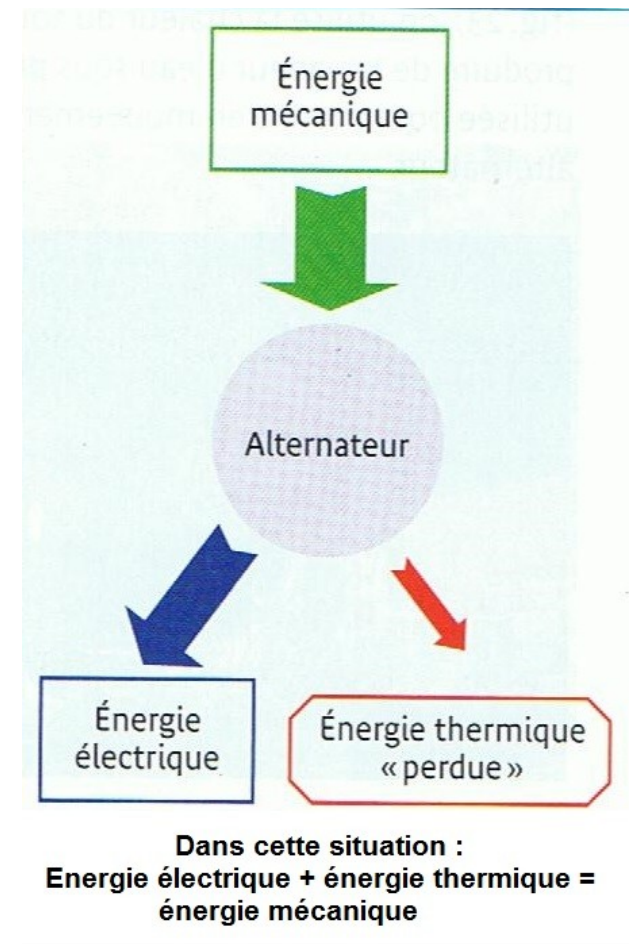 Énergie
mécanique
Alternateur
Énergie
électrique
Énergie thermique
«perdue»
Dans cette situation :
Energie électrique + énergie thermique =
énergie mécanique